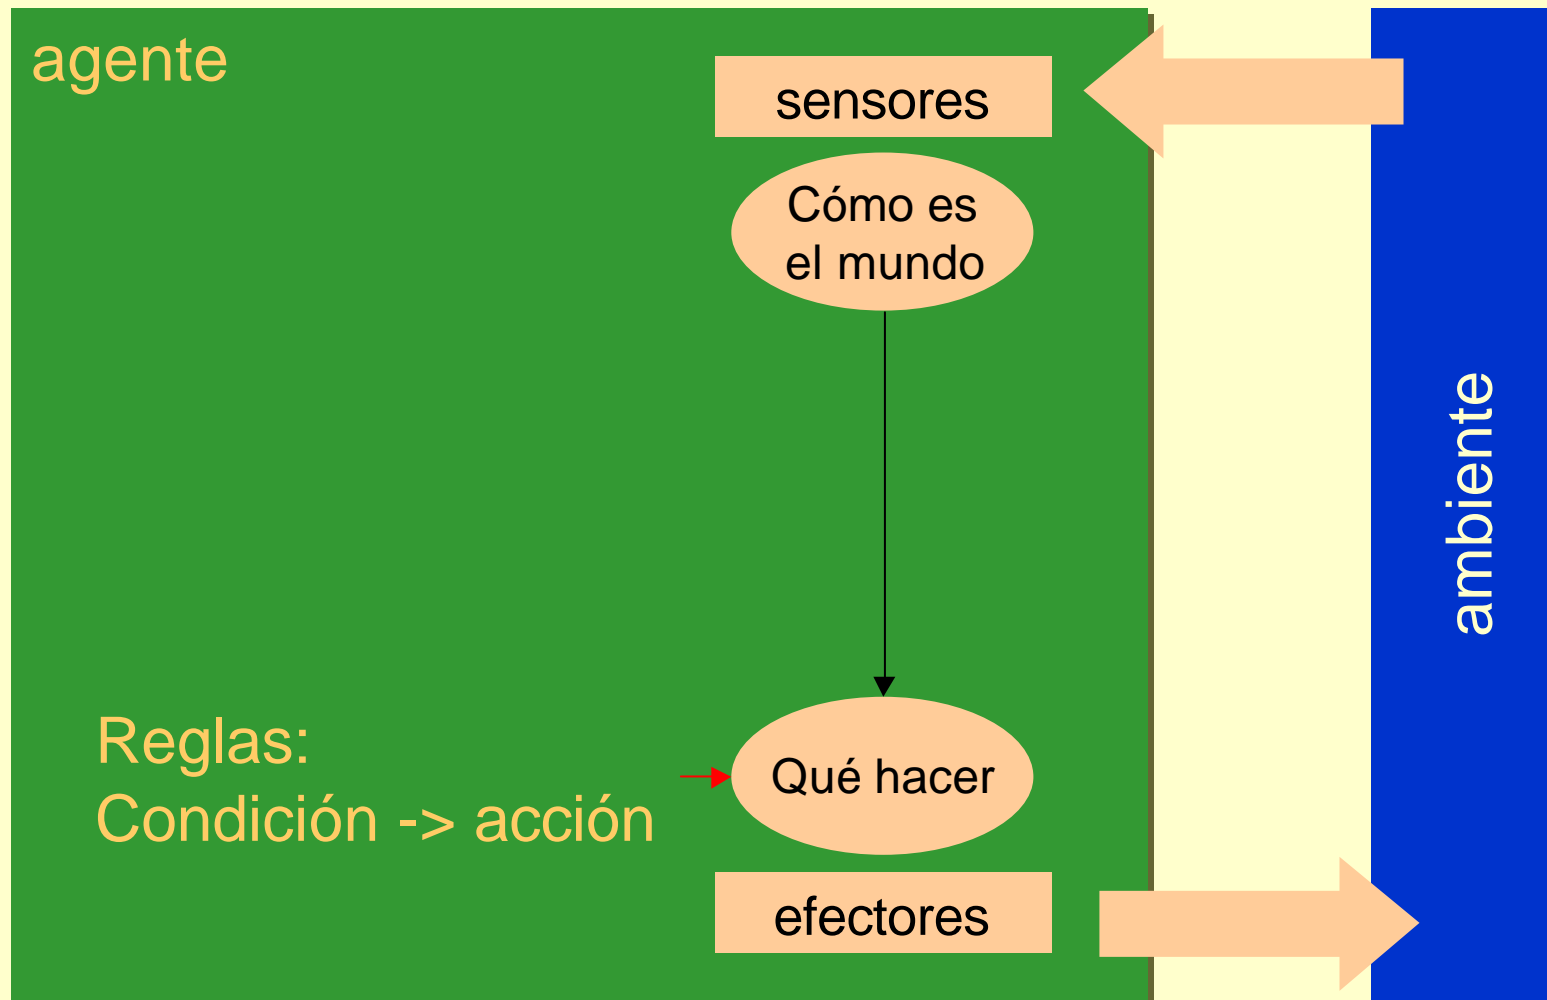 agente
sensores
Cómo es
el mundo
ambiente
Reglas:
Condición -> acción
Qué hacer
efectores